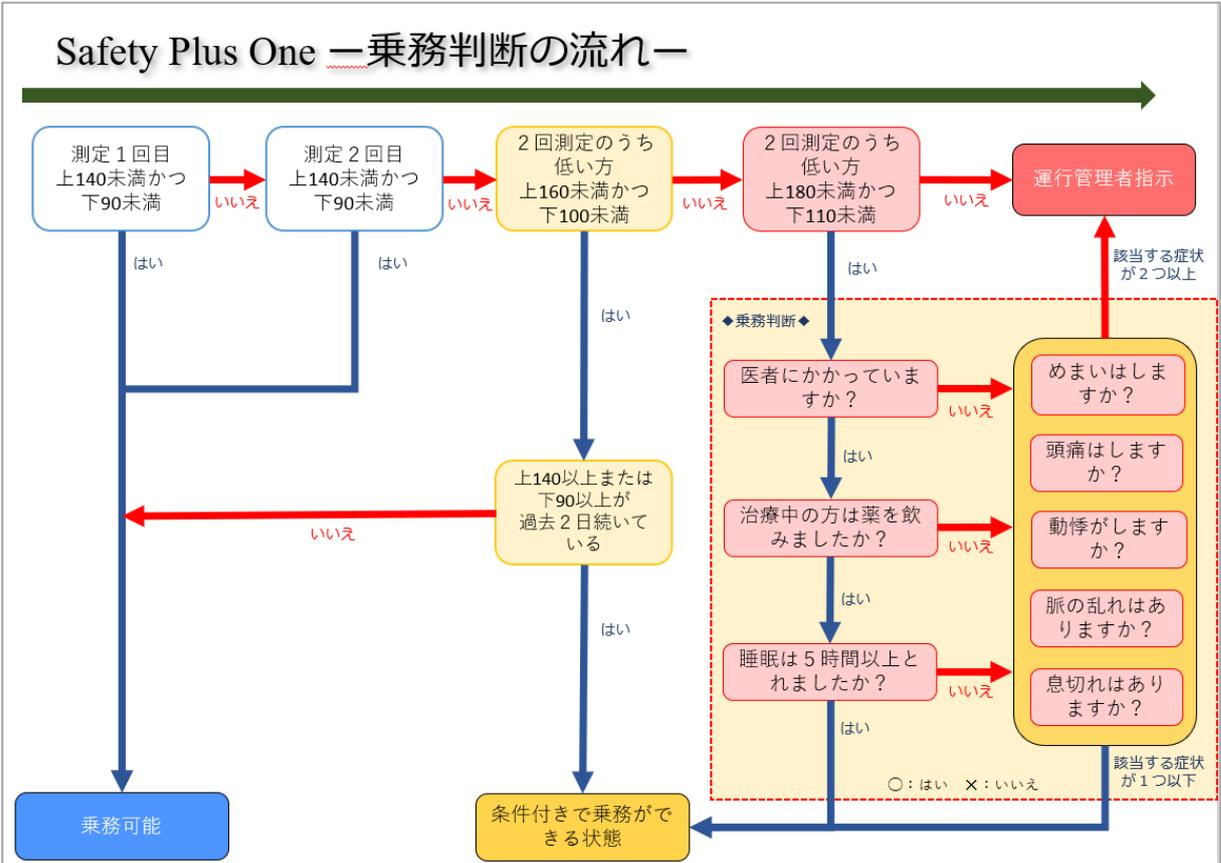 Safety Plus One ー乗務判断の流れー
測定１回目
上140未満かつ
下90未満
いいえ
測定２回目
上140未満かつ
下90未満
いいえ
２回測定のうち
低い方
上160未満かつ
下100未満
いいえ
２回測定のうち
低い方
上180未満かつ
下110未満
いいえ
運行管理者指示
はい
はい
はい
はい
該当する症状
が２つ以上
◆乗務判断◆
医者にかかっていま
すか？
いいえ
はい
治療中の方は薬を飲
みましたか？
いいえ
はい
睡眠は５時間以上と
れましたか？
いいえ
はい
めまいはしま
すか？
頭痛はします
か？
動悸がします
か？
脈の乱れはあ
りますか？
息切れはあり
ますか？
〇：はい　×：いいえ
該当する症状
が１つ以下
上140以上または
下90以上が
過去２日続いて
いる
いいえ
はい
乗務可能
条件付きで乗務がで
きる状態